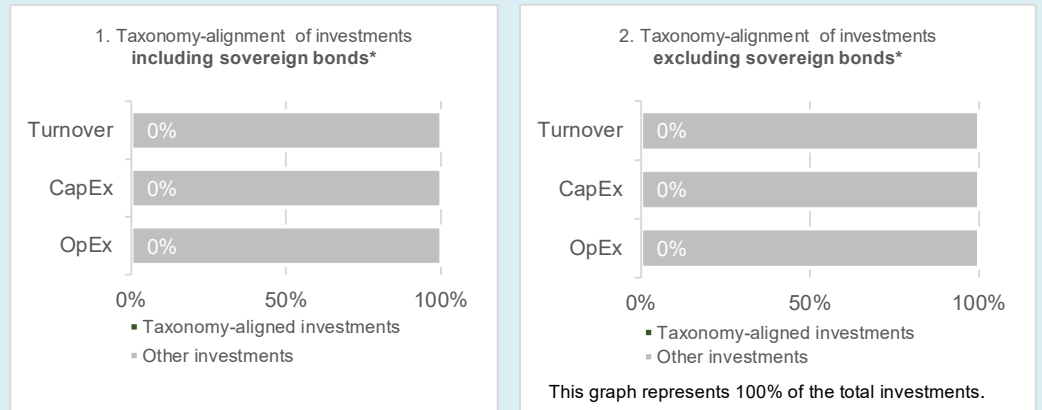 1. Taxonomy-alignment of investments
including sovereign bonds*
Turnover 0%
CapEx 0%
OpEx 0%
0% 50% 100%
Taxonomy-aligned investments
Other investments
2. Taxonomy-alignment of investments
excluding sovereign bonds*
Turnover 0%
CapEx 0%
OpEx 0%
0% 50% 100%
Taxonomy-aligned investments
Other investments
This graph represents 100% of the total investments.